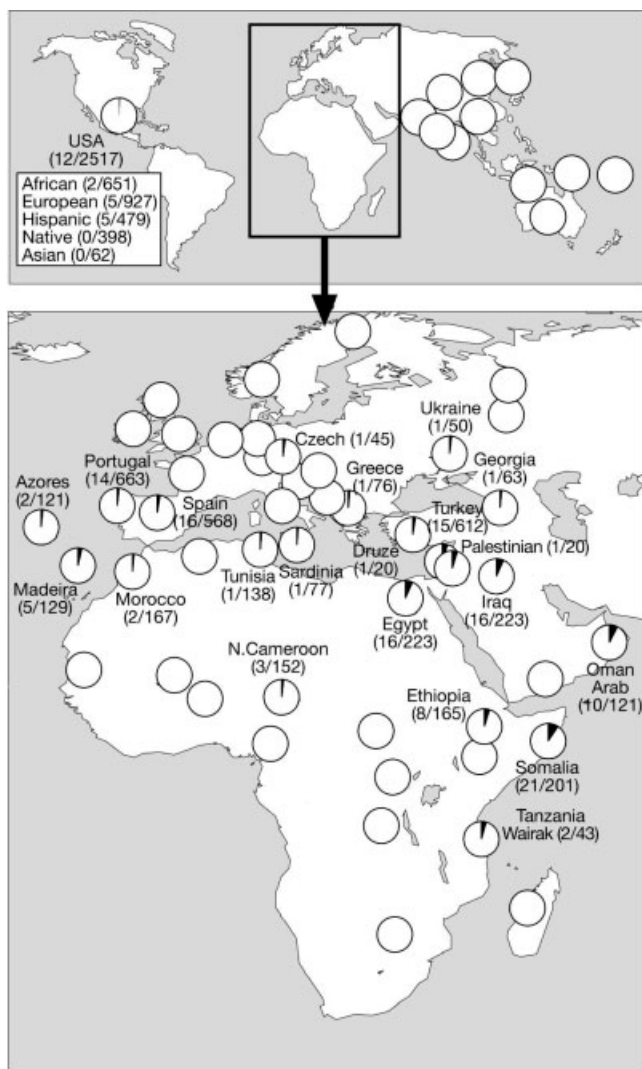 USA
(12/2517)
African (2/651)
European (5/927)
Hispanic (5/479)
Native (0/398)
Asian (0/62)
Ukraine
(1/50)
Czech (1/45)
Georgia
(1/63)
Portugal
(14/663)
Greece
(1/76)
Azores
(2/121)
Spain
(16/568)
Turkey
(15/612)
Druze
(1/20)
Palestinian (1/20)
Madeira
(5/129)
Morocco
(2/167)
Tunisia
(1/138)
Sardinia
(1/77)
Iraq
(16/223)
Egypt
(16/223)
N.Cameroon
(3/152)
Oman
Arab
(10/121)
Ethiopia
(8/165)
Somalia
(21/201)
Tanzania
Wairak (2/43)